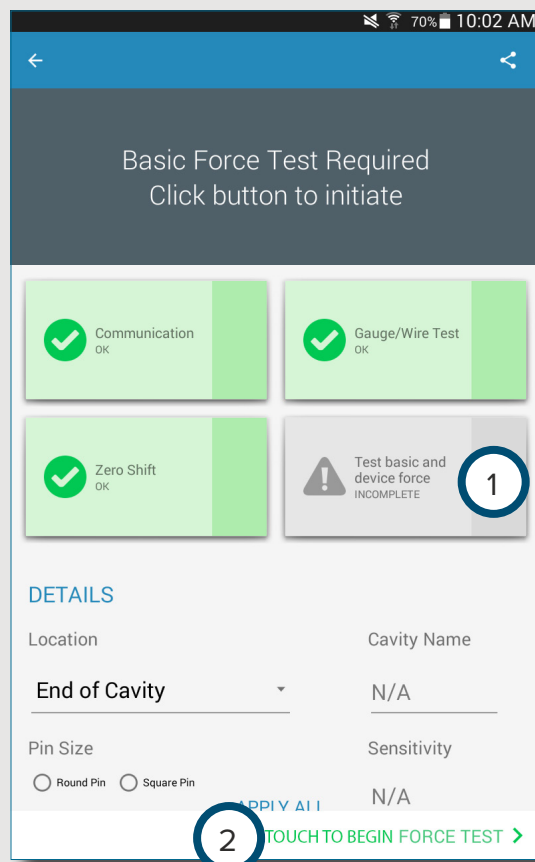 70% 10:02 AM
Basic Force Test Required
Click button to initiate
Communication
OK
Gauge/Wire Test
OK
Zero Shift
OK
Test basic and
device force
INCOMPLETE
1
DETAILS
Location
Cavity Name
End of Cavity
N/A
Pin Size
Sensitivity
Round Pin Square Pin
N/A
APPLY ALL
2
TOUCH TO BEGIN FORCE TEST